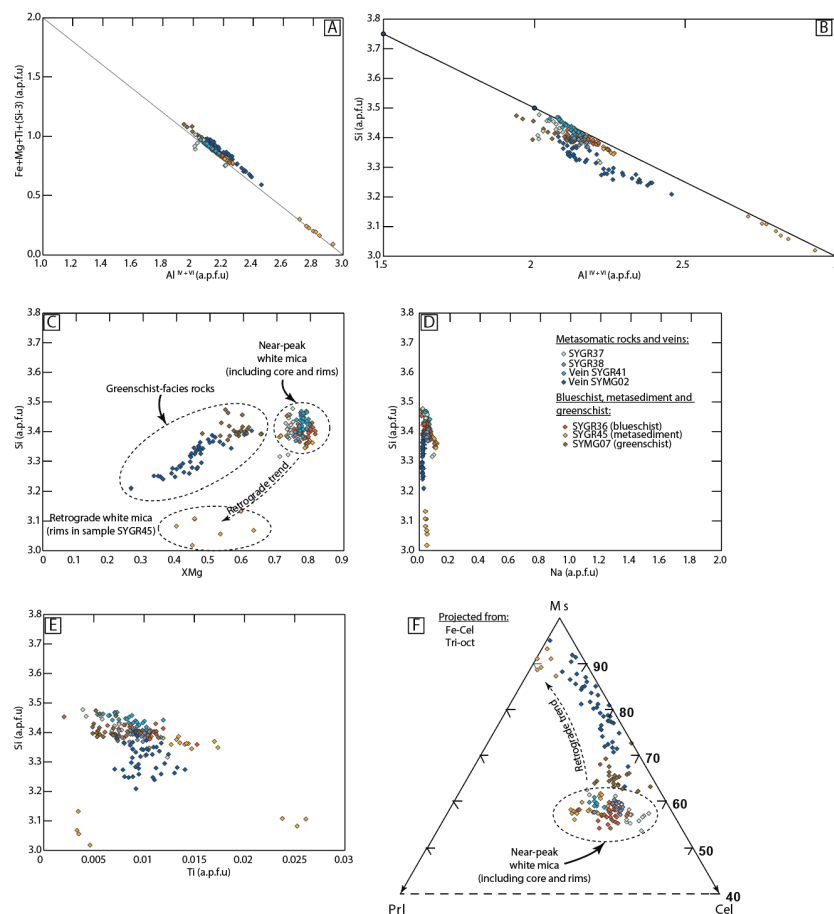 A
Fe+Mg+Ti+(Si-3) (a.p.f.u)
2.0
1.5
1.0
0.5
0.0
1.0 1.2 1.4 1.6 1.8 2.0 2.2 2.4 2.6 2.8 3.0
Al IV + VI (a.p.f.u)
B
Si (a.p.f.u)
3.8
3.7
3.6
3.5
3.4
3.2
3.1
3.0
1.5 2 2.5
Al IV+VI (a.p.f.u)
C
Si (a.p.f.u)
3.8
3.7
3.6
3.5
3.4
3.3
3.2
3.1
3.0
Near-peak
white mica
(including core and rims)
Greenschist-facies rocks
Retrograde trend
Retrograde white mica
(rims in sample SYGR45)
0 0.1 0.2 0.3 0.4 0.5 0.6 0.7 0.8 0.9
XMg
D
Si (a.p.f.u)
3.8
3.7
3.6
3.5
3.4
3.3
3.2
3.1
3.0
Metasomatic rocks and veins:
SYGR37
SYGR38
Vein SYGR41
Vein SYMG02
Blueschist, metasediment and
greenschist:
SYGR36 (blueschist)
SYGR45 (metasediment)
SYMG07 (greenschist)
0.0 0.2 0.4 0.6 0.8 1.0 1.2 1.4 1.6 1.8 2.0
Na (a.p.f.u)
E
Si (a.p.f.u)
3.8
3.7
3.6
3.5
3.4
3.3
3.2
3.1
3.0
0 0.005 0.01 0.015 0.02 0.025 0.03
Ti (a.p.f.u)
F
Projected from:
Fe-Cel
Tri-oct
Ms
90
80
70
60
50
40
Retrograde trend
Near-peak
white mica
(including core and rims)
Prl Cel